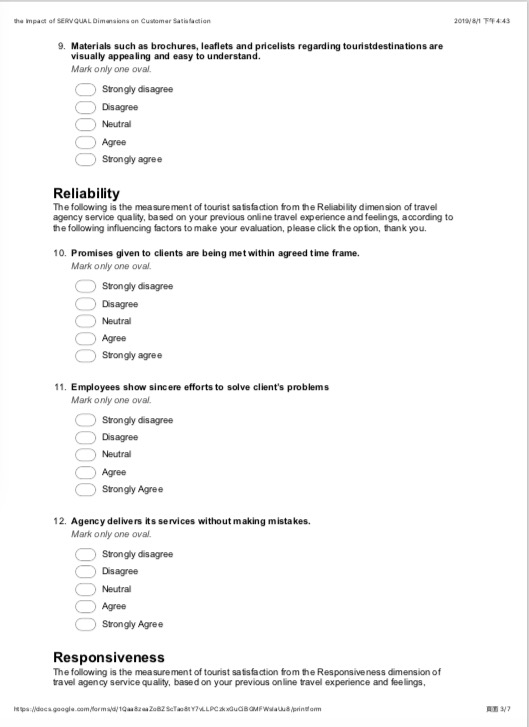 the Impact of SERVQUAL Dimensions on Customer Satisfaction 2019/8/1 下午4:43
9. Materials such as brochures, leaflets and pricelists regarding touristdestinations are
visually appealing and easy to understand.
Mark only one oval.
Strongly disagree
Disagree
Neutral
Agree
Strongly agree
Reliability
The following is the measurement of tourist satisfaction from the Reliability dimension of travel
agency service quality, based on your previous online travel experience and feelings, according to
the following influencing factors to make your evaluation, please click the option, thank you.
10. Promises given to clients are being met within agreed time frame.
Mark only one oval.
Strongly disagree
Disagree
Neutral
Agree
Strongly agree
11. Employees show sincere efforts to solve client's problems
Mark only one oval.
Strongly disagree
Disagree
Neutral
Agree
Strongly Agree
12. Agency delivers its services without making mistakes.
Mark only one oval.
Strongly disagree
Disagree
Neutral
Agree
Strongly Agree
Responsiveness
The following is the measurement of tourist satisfaction from the Responsiveness dimension of
travel agency service quality, based on your previous online travel experience and feelings,
頁面 3/7